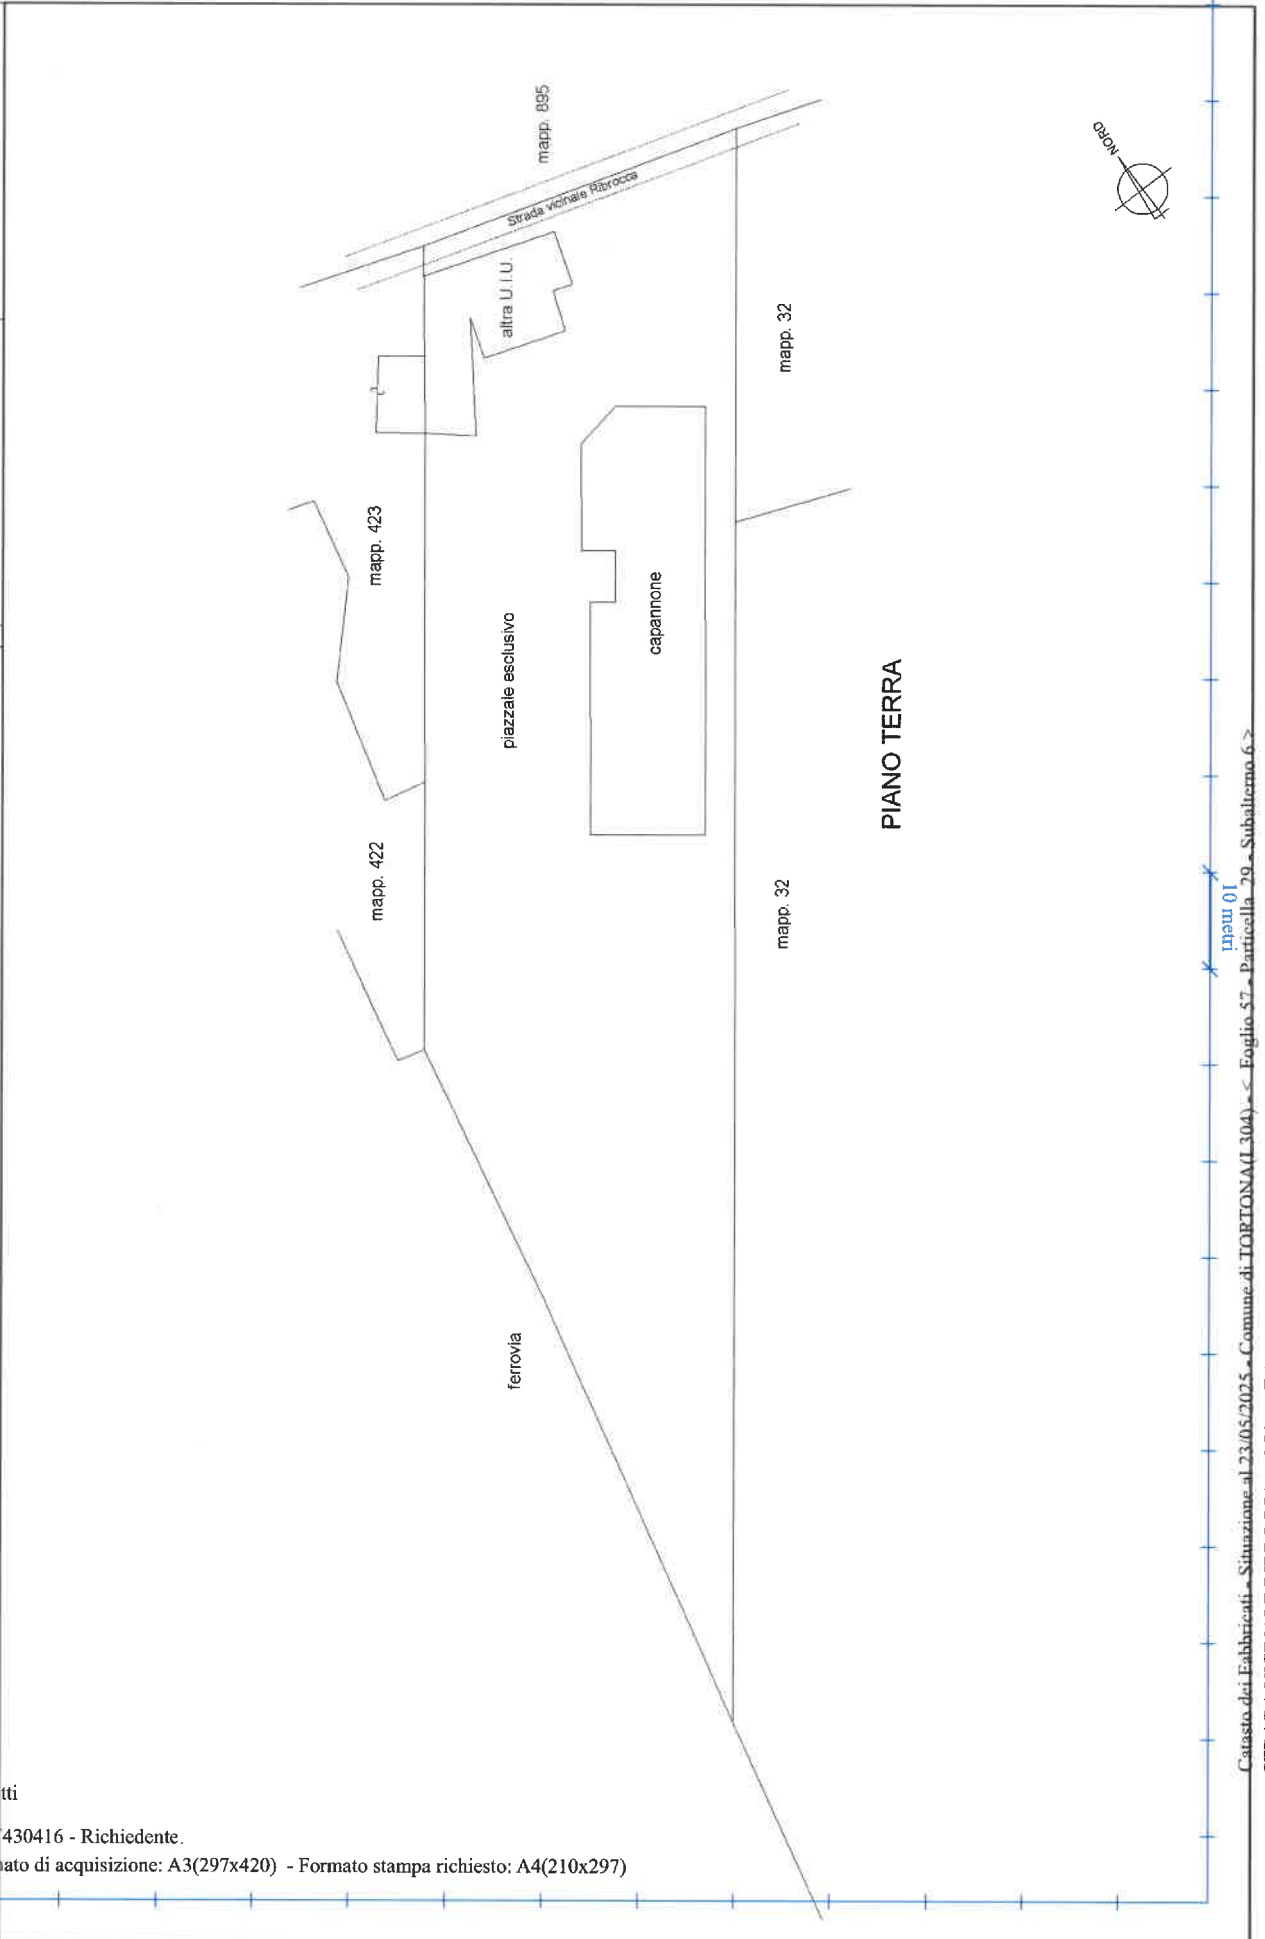 mapp. 895
NORD
Strada vicinale Ribrocca
altra U.I.U.
mapp. 32
mapp. 423
piazzale esclusivo
capannone
PIANO TERRA
mapp. 422
mapp. 32
10 metri
ferrovia
Catasto dei Fabbricati - Situazione al 23/05/2025 - Comune di TORTONA(L304) - < Foglio 57 - Particella 29 - Subalterno 6 >
tti
430416 - Richiedente.
ato di acquisizione: A3(297x420) - Formato stampa richiesto: A4(210x297)